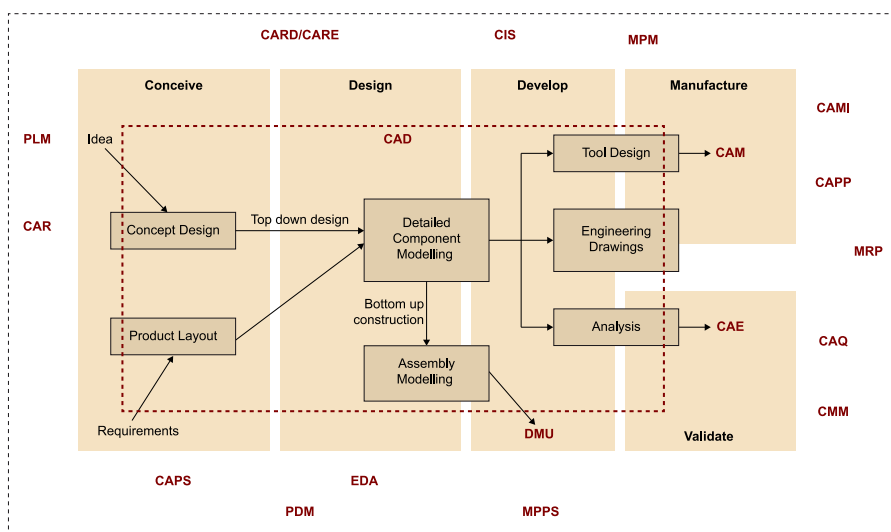 CARD/CARE
CIS
MPM
Conceive
Design
Develop
Manufacture
CAMI
PLM
Idea
CAD
Tool Design
CAM
CAPP
CAR
Concept Design
Top down design
Detailed
Component
Modelling
Engineering
Drawings
MRP
Bottom up
construction
Product Layout
Analysis
CAE
CAQ
Assembly
Modelling
CMM
Requirements
DMU
Validate
CAPS
EDA
PDM
MPPS